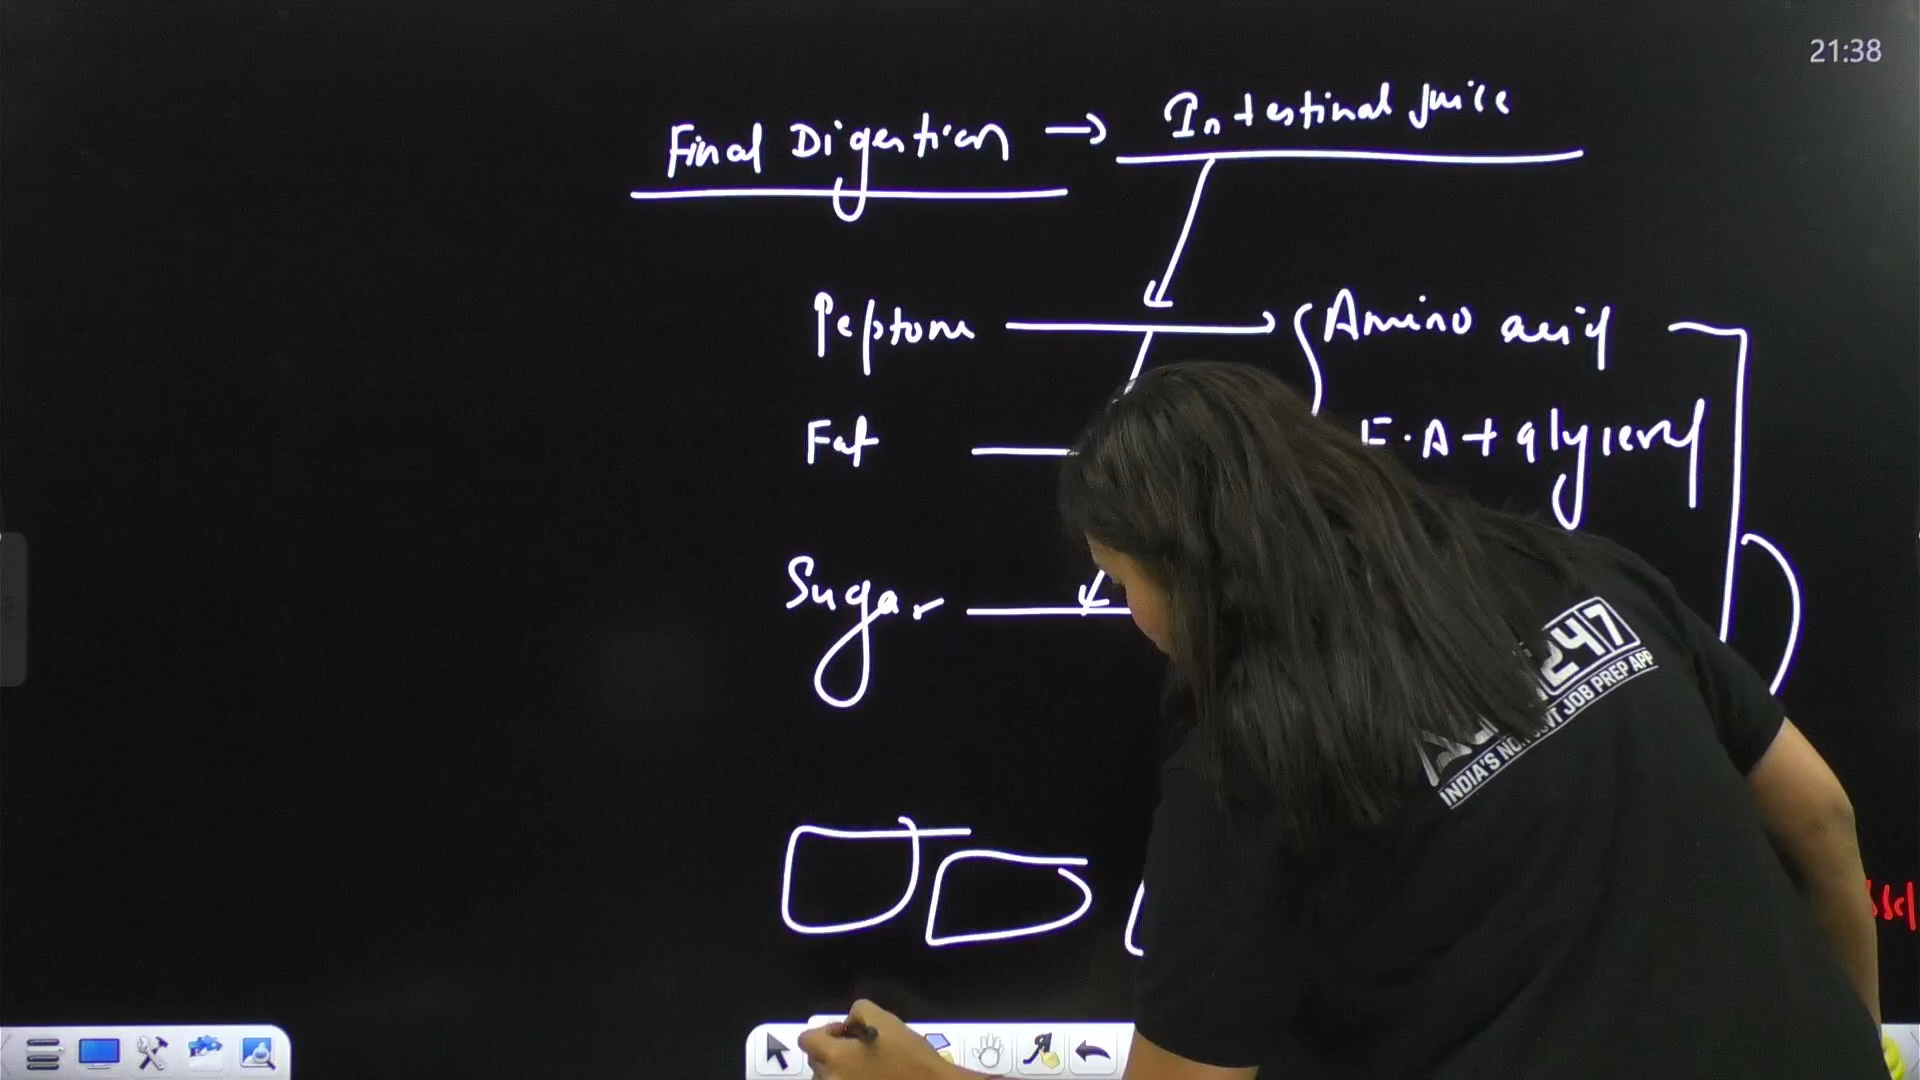 21:38
Final Digestion → Intestinal juice
Peptone → Amino acid
Fat F.A + glycerol
Sugar
247
INDIA'S NO.1 GOVT JOB PREP APP